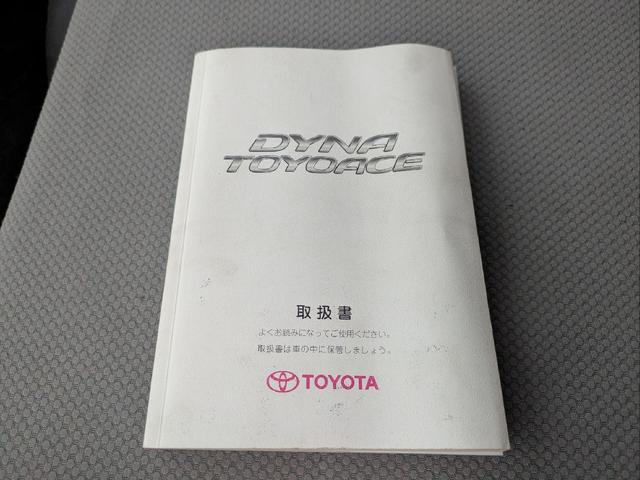 DYNA
TOYOACE
取扱書
よくお読みになってご使用ください。
取扱書は車の中に保管しましょう。
TOYOTA